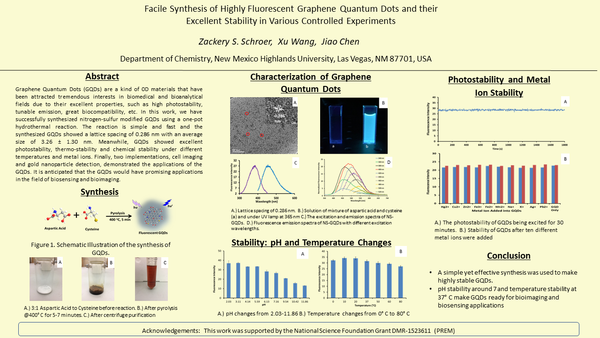 Facile Synthesis of Highly Fluorescent Graphene Quantum Dots and their
Excellent Stability in Various Controlled Experiments
Zackery S. Schroer, Xu Wang, Jiao Chen
Department of Chemistry, New Mexico Highlands University, Las Vegas, NM 87701, USA
Abstract
Graphene Quantum Dots (GQDs) are a kind of 0D materials that have
been attracted tremendous interests in biomedical and bioanalytical
fields due to their excellent properties, such as high photostability,
tunable emission, great biocompatibility, etc. In this work, we have
successfully synthesized nitrogen-sulfur modified GQDs using a one-pot
hydrothermal reaction. The reaction is simple and fast and the
synthesized GQDs showed a lattice spacing of 0.286 nm with an average
size of 3.26 ± 1.30 nm. Meanwhile, GQDs showed excellent
photostability, thermo-stability and chemical stability under different
temperatures and metal ions. Finally, two implementations, cell imaging
and gold nanoparticle detection, demonstrated the applications of the
GQDs. It is anticipated that the GQDs would have promising applications
in the field of biosensing and bioimaging.
Synthesis
Pyrolysis
Aspartic Acid
Cysteine
Fluorescent GQDs
Figure 1. Schematic Illustration of the synthesis of
GQDs.
A
B
C
A.) 3:1 Aspartic Acid to Cysteine before reaction. B.) After pyrolysis
@400° C for 5-7 minutes. C.) After centrifuge purification
Characterization of Graphene
Quantum Dots
A
B
a
b
C
D
A.) Lattice spacing of 0.286 nm. B.) Solution of mixture of aspartic acid and cysteine
(a) and under UV lamp at 365 nm C.) The excitation and emission spectra of NS-
GQDs. D.) Fluorescence emission spectra of NS-GQDs with different excitation
wavelengths.
Stability: pH and Temperature Changes
A
B
A.) pH changes from 2.03-11.86 B.) Temperature changes from 0° C to 80° C
Photostability and Metal
Ion Stability
A
B
Metal Ion Added into GQDs
A.) The photostability of GQDs being excited for 30
minutes. B.) Stability of GQDs after ten different
metal ions were added
Conclusion
• A simple yet effective synthesis was used to make
highly stable GQDs.
• pH stability around 7 and temperature stability at
37° C make GQDs ready for bioimaging and
biosensing applications
Acknowledgements: This work was supported by the National Science Foundation Grant DMR-1523611 (PREM)